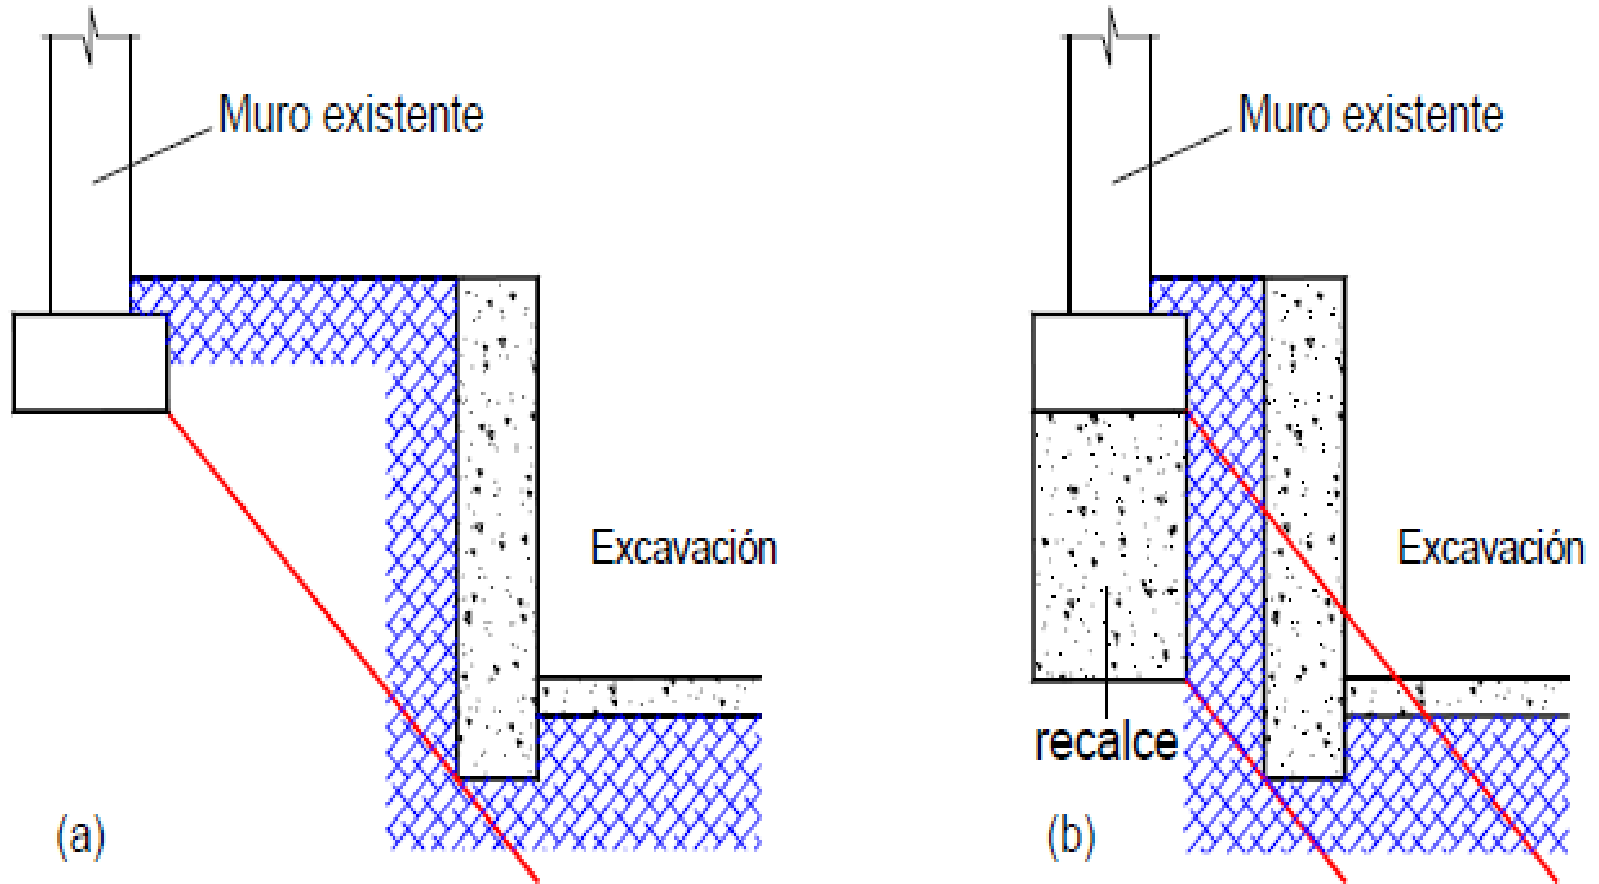 Muro existente
Excavación
(a)
Muro existente
Excavación
recalce
(b)